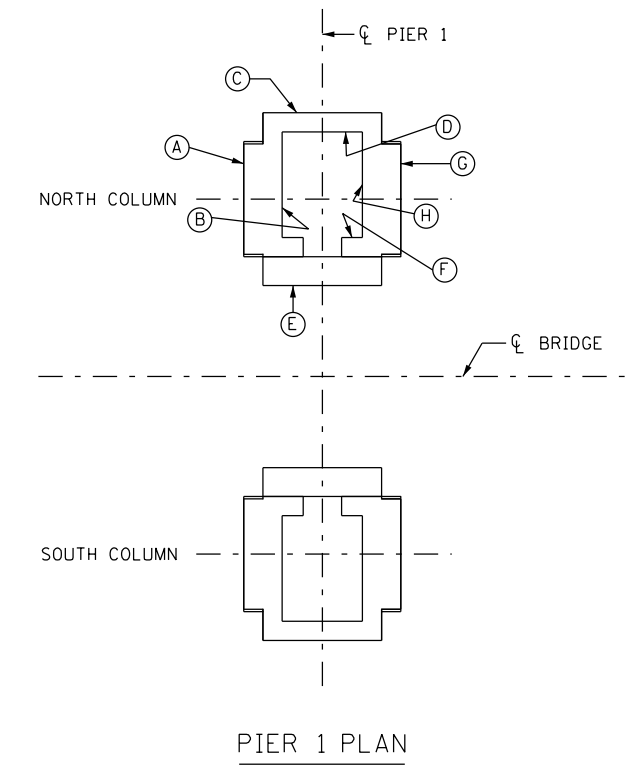 ℄ PIER 1
C
D
A
G
NORTH COLUMN
B
H
F
E
℄ BRIDGE
SOUTH COLUMN
PIER 1 PLAN